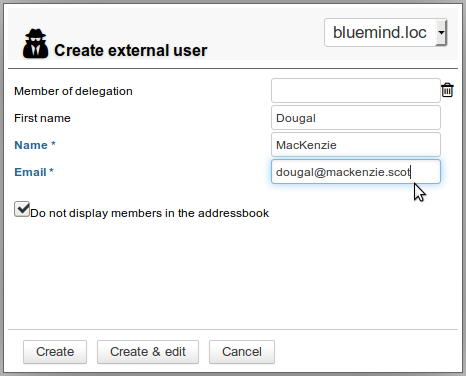 Create external user
bluemind.loc
Member of delegation
First name Dougal
Name * MacKenzie
Email * dougal@mackenzie.scot
Do not display members in the addressbook
Create Create & edit Cancel